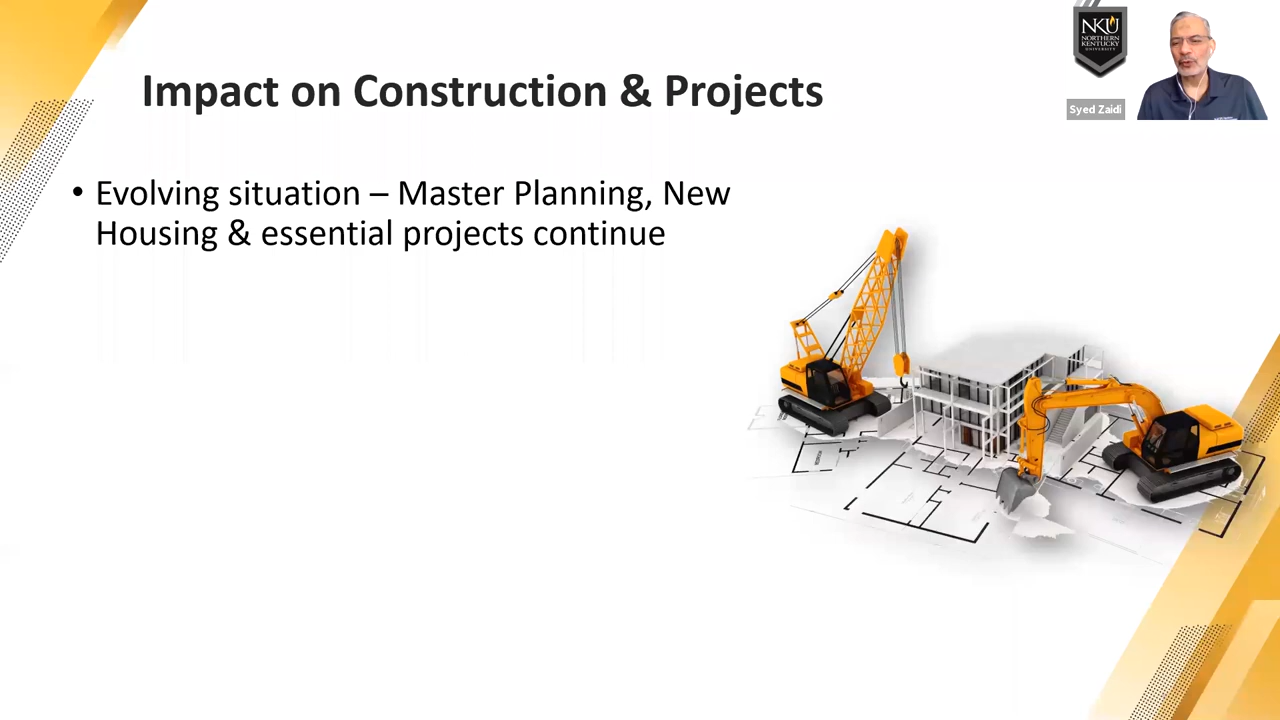 Impact on Construction & Projects
NKU
NORTHERN
KENTUCKY
UNIVERSITY
Syed Zaidi
• Evolving situation – Master Planning, New
Housing & essential projects continue